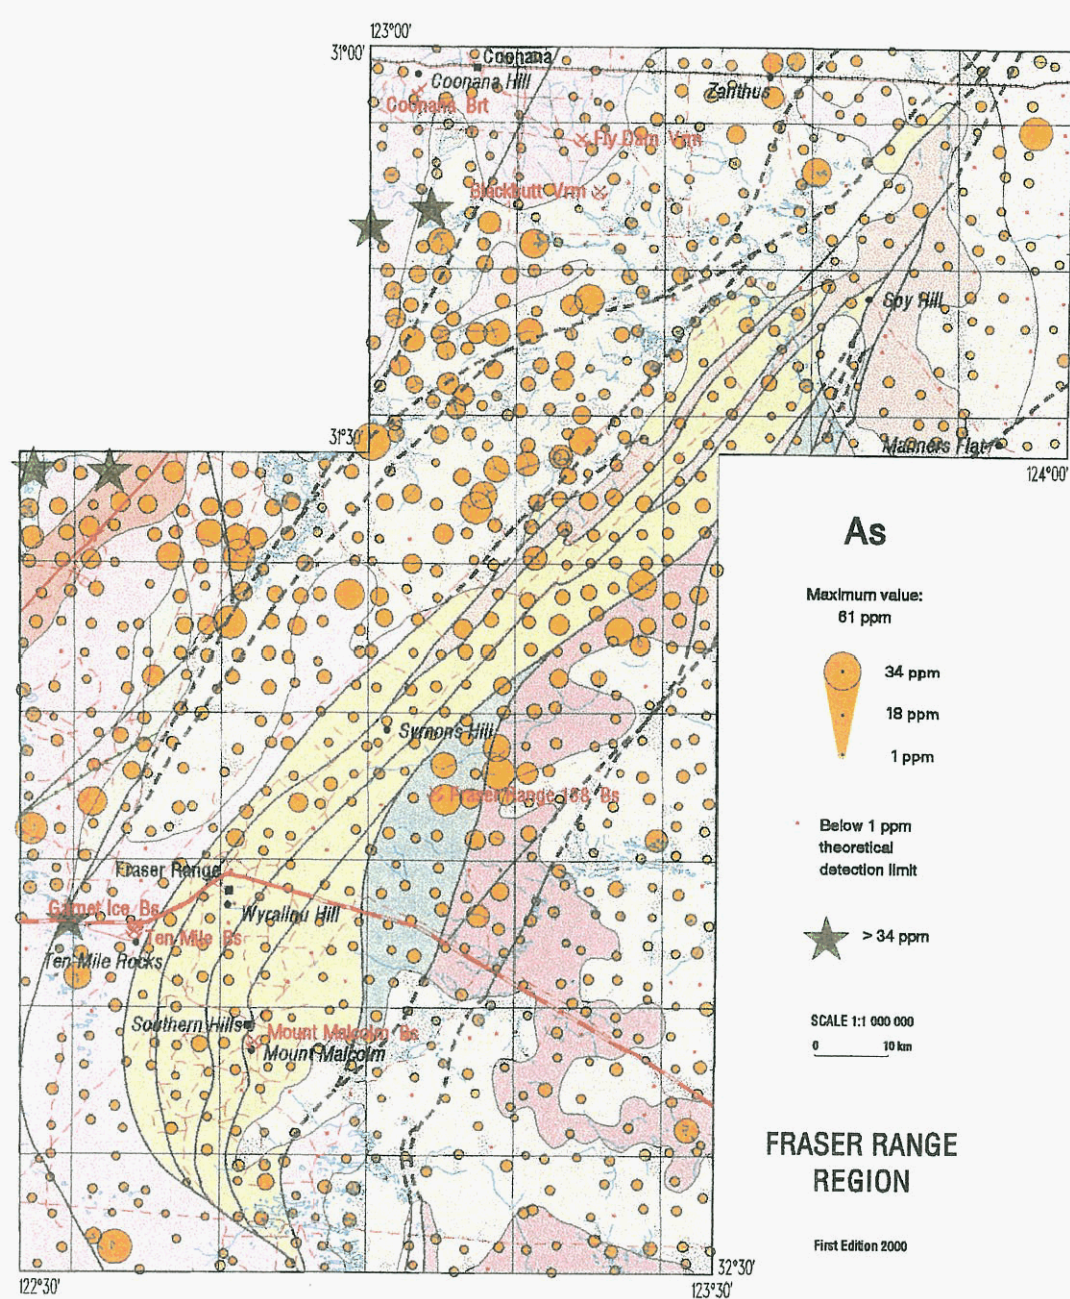 123°00'
31°00'
Coonana
Coonana Hill
Coonana Brt
Zanthus
Fly Dam Vrm
Blackbutt Vrm
Spy Hill
31°30'
Manners Flat
124°00'
As
Maximum value:
61 ppm
34 ppm
18 ppm
1 ppm
Symons Hill
Fraser Range 188 Bs
Below 1 ppm
theoretical
detection limit
Fraser Range
Garnet Ice Bs
Wyralinu Hill
Ten Mile Bs
> 34 ppm
Ten Mile Rocks
Southern Hills
Mount Malcolm Bs
Mount Malcolm
SCALE 1:1 000 000
0 10 km
FRASER RANGE
REGION
First Edition 2000
32°30'
122°30'
123°30'